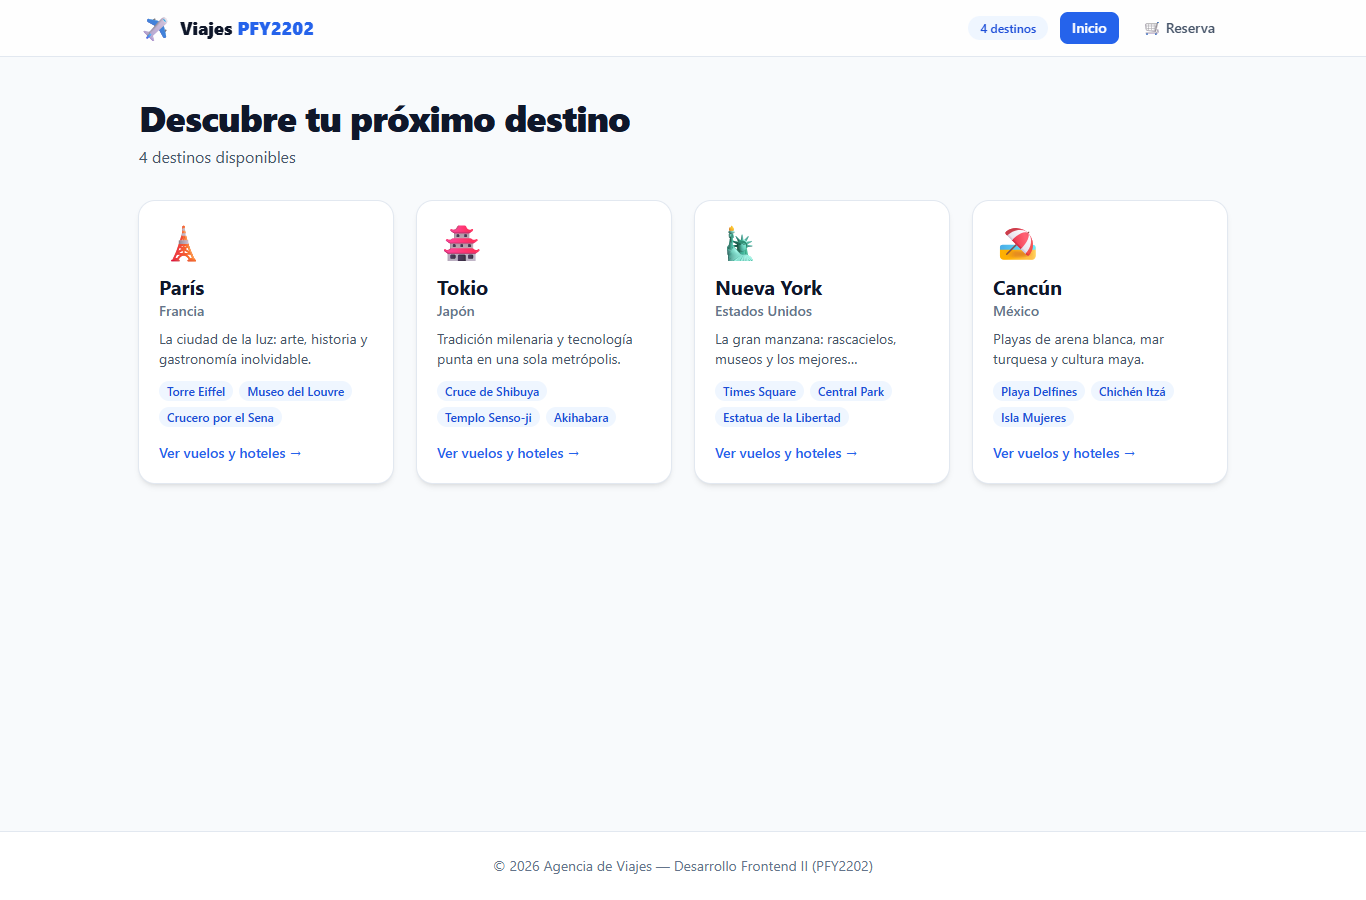 Viajes PFY2202
4 destinos
Inicio
Reserva
Descubre tu próximo destino
4 destinos disponibles
París
Francia
La ciudad de la luz: arte, historia y
gastronomía inolvidable.
Torre Eiffel
Museo del Louvre
Crucero por el Sena
Ver vuelos y hoteles →
Tokio
Japón
Tradición milenaria y tecnología
punta en una sola metrópolis.
Cruce de Shibuya
Templo Senso-ji
Akihabara
Ver vuelos y hoteles →
Nueva York
Estados Unidos
La gran manzana: rascacielos,
museos y los mejores...
Times Square
Central Park
Estatua de la Libertad
Ver vuelos y hoteles →
Cancún
México
Playas de arena blanca, mar
turquesa y cultura maya.
Playa Delfines
Chichén Itzá
Isla Mujeres
Ver vuelos y hoteles →
© 2026 Agencia de Viajes — Desarrollo Frontend II (PFY2202)